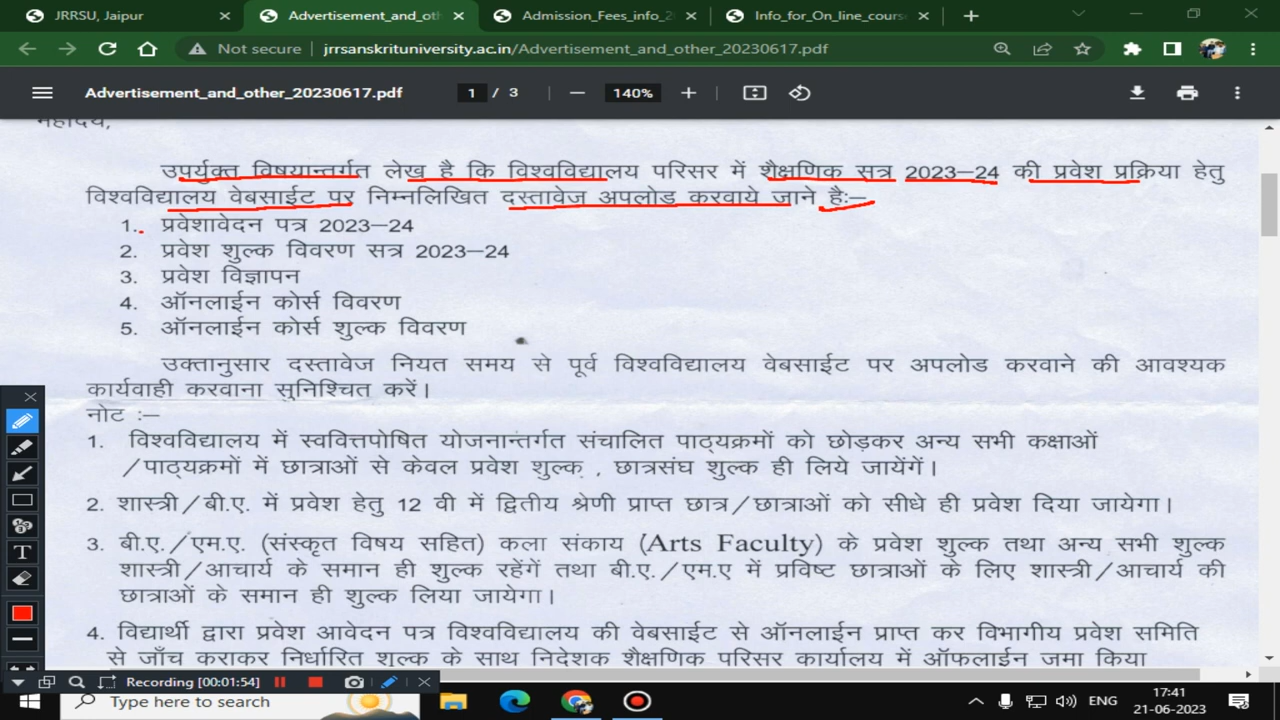 JRRSU, Jaipur
Advertisement_and_oth
Admission_Fees_info_2
Info_for_On_line_course
Not secure | jrrsanskrituniversity.ac.in/Advertisement_and_other_20230617.pdf
Advertisement_and_other_20230617.pdf 1 / 3 140%
महोदय,
उपर्युक्त विषयान्तर्गत लेख है कि विश्वविद्यालय परिसर में शैक्षणिक सत्र 2023–24 की प्रवेश प्रक्रिया हेतु
विश्वविद्यालय वेबसाईट पर निम्नलिखित दस्तावेज अपलोड करवाये जाने है:–
1. प्रवेशावेदन पत्र 2023–24
2. प्रवेश शुल्क विवरण सत्र 2023–24
3. प्रवेश विज्ञापन
4. ऑनलाईन कोर्स विवरण
5. ऑनलाईन कोर्स शुल्क विवरण
उक्तानुसार दस्तावेज नियत समय से पूर्व विश्वविद्यालय वेबसाईट पर अपलोड करवाने की आवश्यक
कार्यवाही करवाना सुनिश्चित करें।
नोट :–
1. विश्वविद्यालय में स्ववित्तपोषित योजनान्तर्गत संचालित पाठ्यक्रमों को छोड़कर अन्य सभी कक्षाओं
/पाठ्यक्रमों में छात्राओं से केवल प्रवेश शुल्क , छात्रसंघ शुल्क ही लिये जायेंगें।
2. शास्त्री/बी.ए. में प्रवेश हेतु 12 वी में द्वितीय श्रेणी प्राप्त छात्र/छात्राओं को सीधे ही प्रवेश दिया जायेगा।
3. बी.ए./एम.ए. (संस्कृत विषय सहित) कला संकाय (Arts Faculty) के प्रवेश शुल्क तथा अन्य सभी शुल्क
शास्त्री/आचार्य के समान ही शुल्क रहेंगें तथा बी.ए./एम.ए में प्रविष्ट छात्राओं के लिए शास्त्री/आचार्य की
छात्राओं के समान ही शुल्क लिया जायेगा।
4. विद्यार्थी द्वारा प्रवेश आवेदन पत्र विश्वविद्यालय की वेबसाईट से ऑनलाईन प्राप्त कर विभागीय प्रवेश समिति
से जाँच कराकर निर्धारित शुल्क के साथ निदेशक शैक्षणिक परिसर कार्यालय में ऑफलाईन जमा किया
Recording [00:01:54]
Type here to search
ENG
17:41
21-06-2023